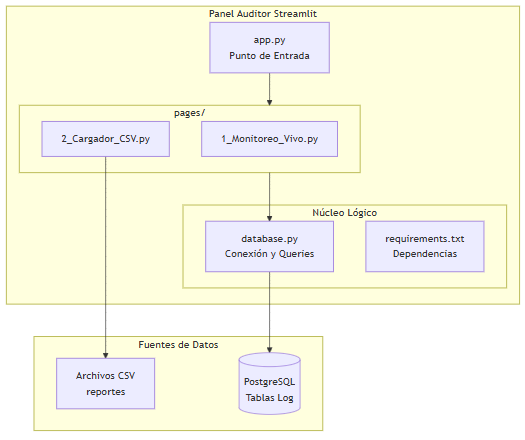 Panel Auditor Streamlit
app.py
Punto de Entrada
pages/
2_Cargador_CSV.py
1_Monitoreo_Vivo.py
Núcleo Lógico
database.py
Conexión y Queries
requirements.txt
Dependencias
Fuentes de Datos
Archivos CSV
reportes
PostgreSQL
Tablas Log